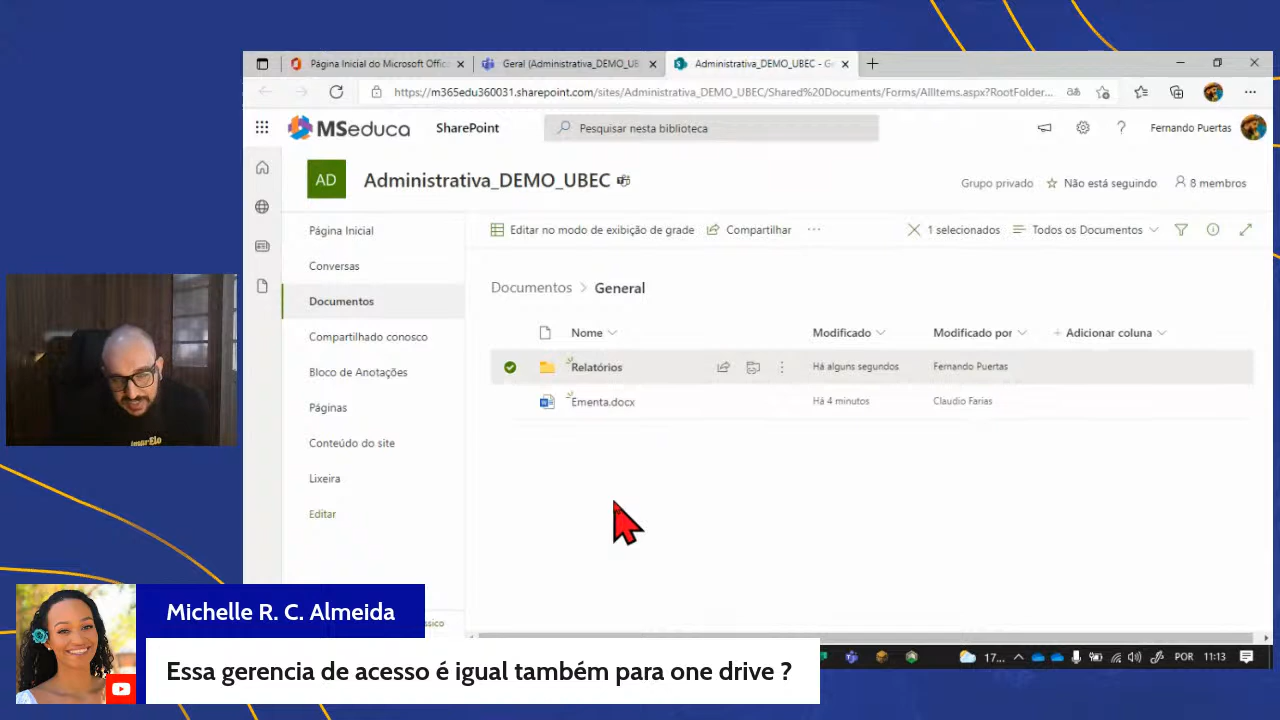 Página Inicial do Microsoft Offic
Geral (Administrativa_DEMO_UB
Administrativa_DEMO_UBEC - G
https://m365edu360031.sharepoint.com/sites/Administrativa_DEMO_UBEC/Shared%20Documents/Forms/AllItems.aspx?RootFolder...
MSeduca
SharePoint
Pesquisar nesta biblioteca
Fernando Puertas
AD
Administrativa_DEMO_UBEC
Grupo privado
Não está seguindo
8 membros
Página Inicial
Conversas
Documentos
Compartilhado conosco
Bloco de Anotações
Páginas
Conteúdo do site
Lixeira
Editar
Editar no modo de exibição de grade
Compartilhar
1 selecionados
Todos os Documentos
Documentos > General
Nome
Modificado
Modificado por
+ Adicionar coluna
Relatórios
Há alguns segundos
Fernando Puertas
Ementa.docx
Há 4 minutos
Claudio Farias
17...
POR
11:13
Michelle R. C. Almeida
Essa gerencia de acesso é igual também para one drive ?